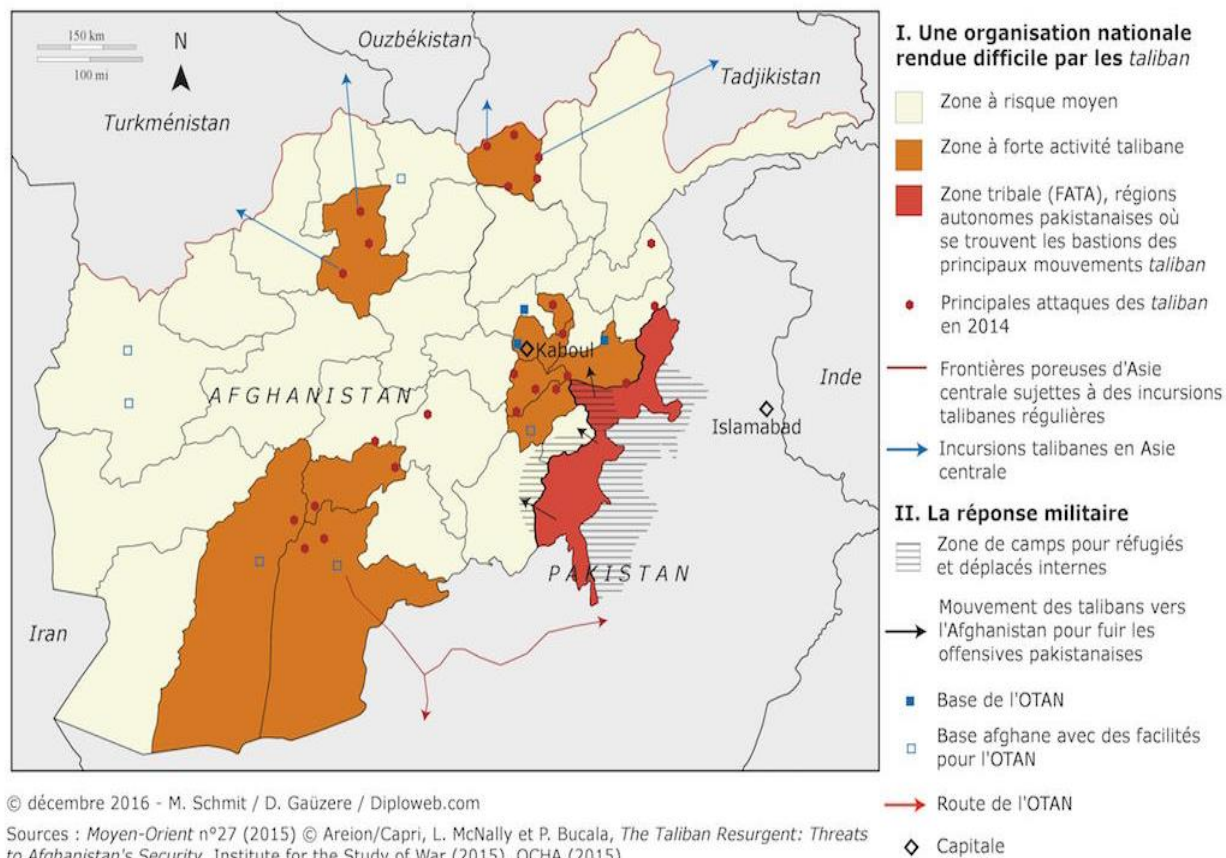 150 km
100 mi
N
Ouzbékistan
Tadjikistan
Turkménistan
Kaboul
AFGHANISTAN
Inde
Islamabad
PAKISTAN
Iran
I. Une organisation nationale
rendue difficile par les taliban
Zone à risque moyen
Zone à forte activité talibane
Zone tribale (FATA), régions
autonomes pakistanaises où
se trouvent les bastions des
principaux mouvements taliban
Principales attaques des taliban
en 2014
Frontières poreuses d'Asie
centrale sujettes à des incursions
talibanes régulières
Incursions talibanes en Asie
centrale
II. La réponse militaire
Zone de camps pour réfugiés
et déplacés internes
Mouvement des talibans vers
l'Afghanistan pour fuir les
offensives pakistanaises
Base de l'OTAN
Base afghane avec des facilités
pour l'OTAN
Route de l'OTAN
Capitale
© décembre 2016 - M. Schmit / D. Gaüzere / Diploweb.com
Sources : Moyen-Orient n°27 (2015) © Areion/Capri, L. McNally et P. Bucala, The Taliban Resurgent: Threats
to Afghanistan's Security, Institute for the Study of War (2015), OCHA (2015)